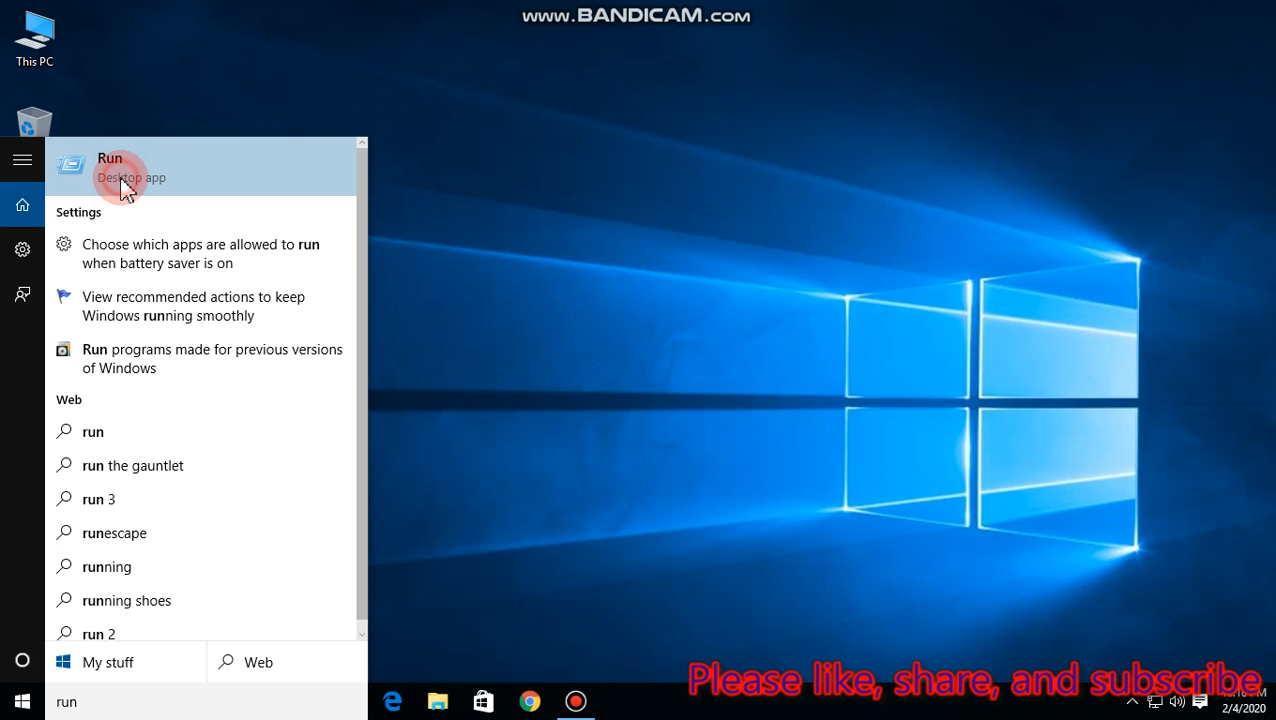 www.BANDICAM.com
This PC
Run
Desktop app
Settings
Choose which apps are allowed to run
when battery saver is on
View recommended actions to keep
Windows running smoothly
Run programs made for previous versions
of Windows
Web
run
run the gauntlet
run 3
runescape
running
running shoes
run 2
My stuff
Web
run
Please like, share, and subscribe
2/4/2020